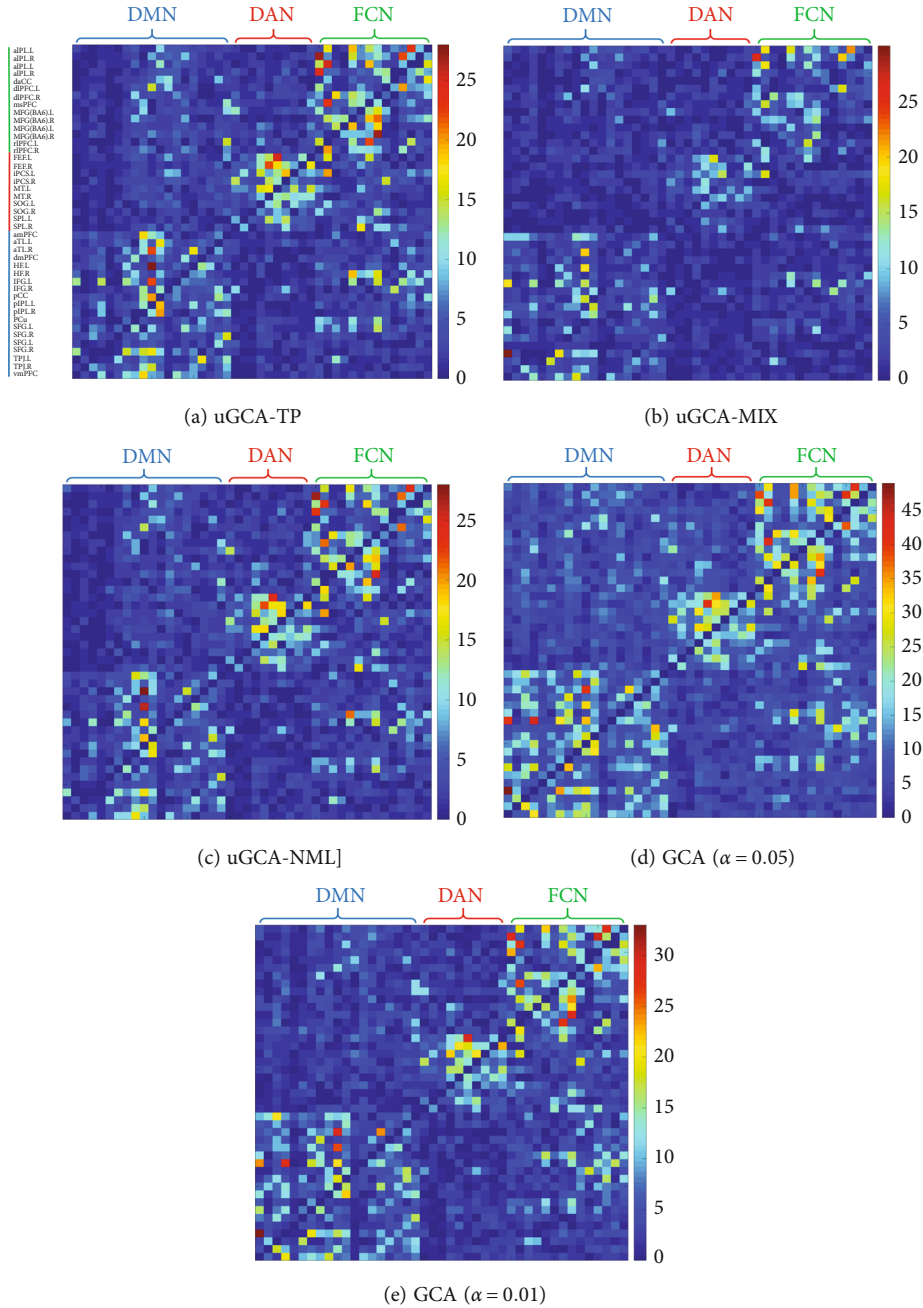 DMN DAN FCN
aIPL.L
aIPL.R
aIPL.L
aIPL.R
daCC
dlPFC.L
dlPFC.R
msPFC
MFG(BA6).L
MFG(BA6).R
MFG(BA6).L
MFG(BA6).R
rlPFC.L
rlPFC.R
FEF.L
FEF.R
iPCS.L
iPCS.R
MT.L
MT.R
SOG.L
SOG.R
SPL.L
SPL.R
amPFC
aTL.L
aTL.R
dmPFC
HF.L
HF.R
IFG.L
IFG.R
pCC
pIPL.L
pIPL.R
PCu
SFG.L
SFG.R
SFG.L
SFG.R
TPJ.L
TPJ.R
vmPFC
25
20
15
10
5
0
(a) uGCA-TP
DMN DAN FCN
25
20
15
10
5
0
(b) uGCA-MIX
DMN DAN FCN
25
20
15
10
5
0
(c) uGCA-NML]
DMN DAN FCN
45
40
35
30
25
20
15
10
5
0
(d) GCA (α = 0.05)
DMN DAN FCN
30
25
20
15
10
5
0
(e) GCA (α = 0.01)